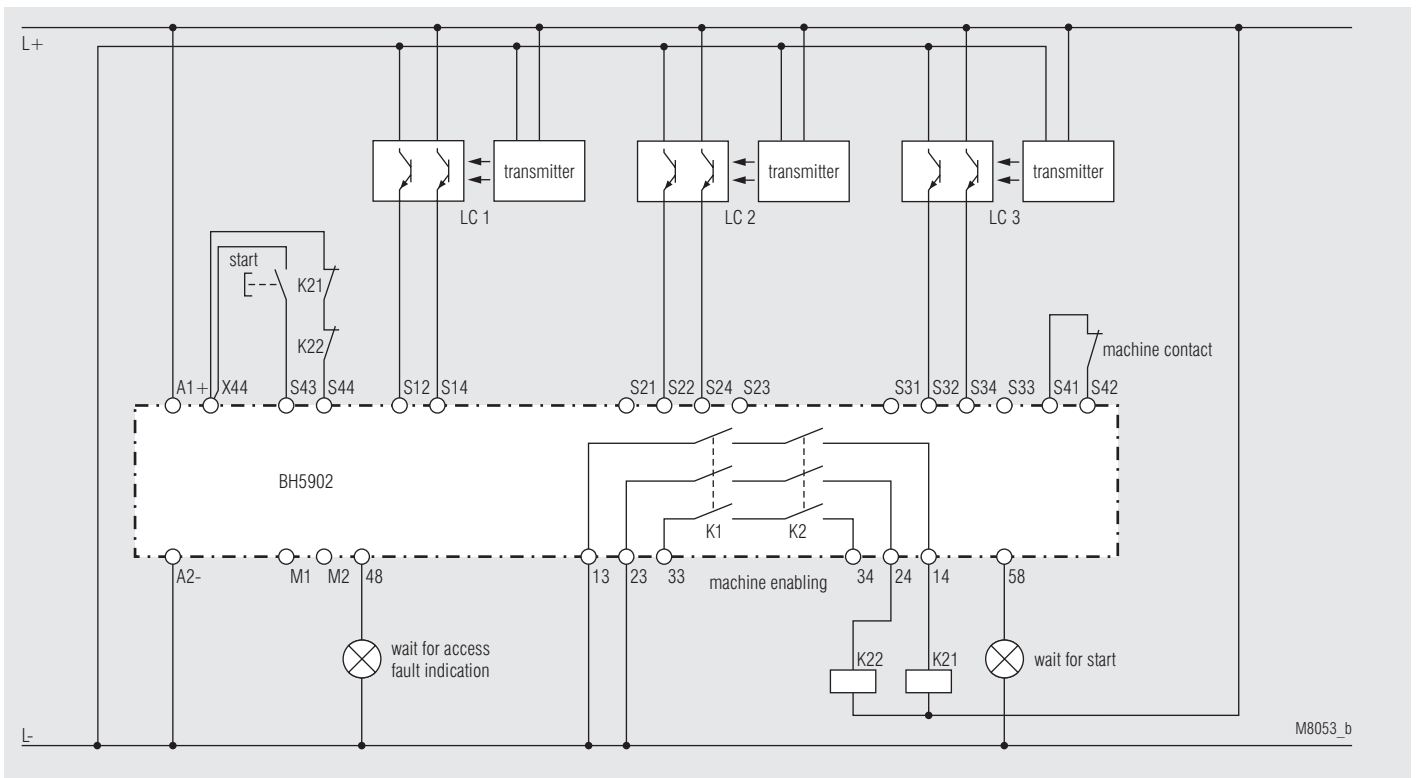 L+
transmitter
transmitter
transmitter
LC 1
LC 2
LC 3
start
K21
K22
machine contact
A1+
X44
S43
S44
S12
S14
S21
S22
S24
S23
S31
S32
S34
S33
S41
S42
BH5902
K1
K2
A2-
M1
M2
48
13
23
33
machine enabling
34
24
14
58
wait for access
fault indication
K22
K21
wait for start
L-
M8053_b